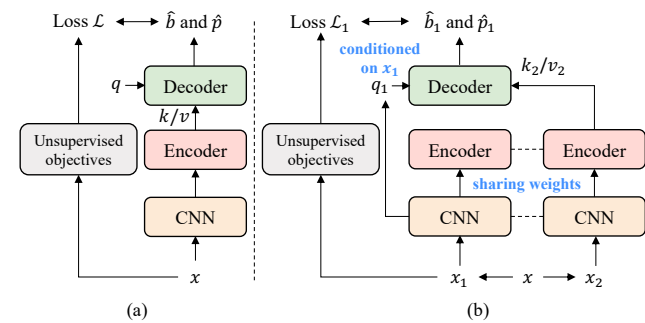 Loss ℒ
b̂ and p̂
q
Decoder
k/v
Unsupervised
objectives
Encoder
CNN
x
(a)
Loss ℒ₁
b̂₁ and p̂₁
conditioned
on x₁
k₂/v₂
q₁
Decoder
Unsupervised
objectives
Encoder
Encoder
sharing weights
CNN
CNN
x₁
x
x₂
(b)